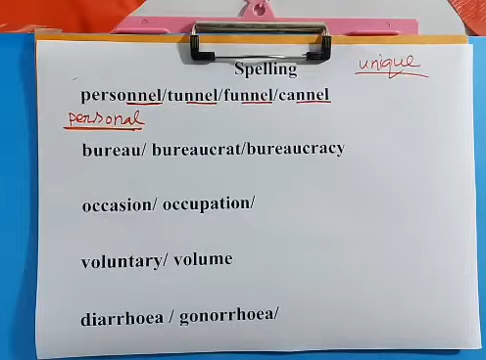 Spelling unique
personnel/tunnel/funnel/cannel
personal
bureau/ bureaucrat/bureaucracy
occasion/ occupation/
voluntary/ volume
diarrhoea / gonorrhoea/